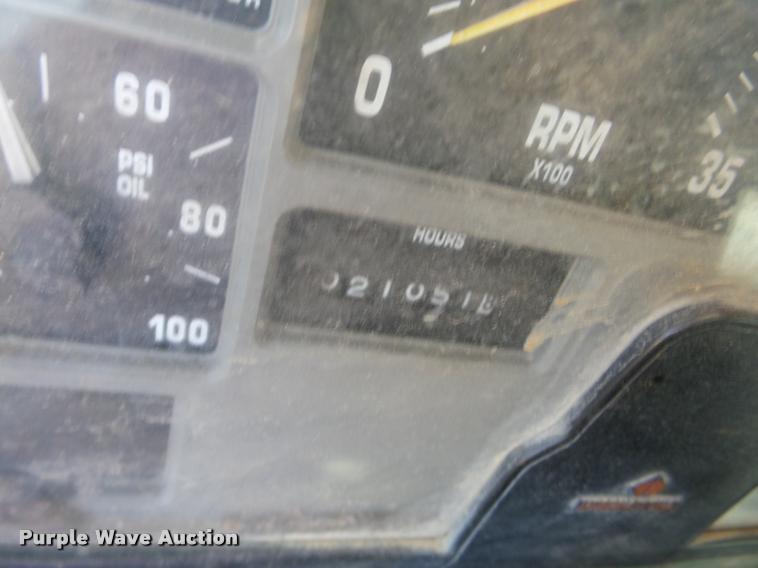 0
RPM
X100
35
60
PSI
OIL
80
100
HOURS
Purple Wave Auction